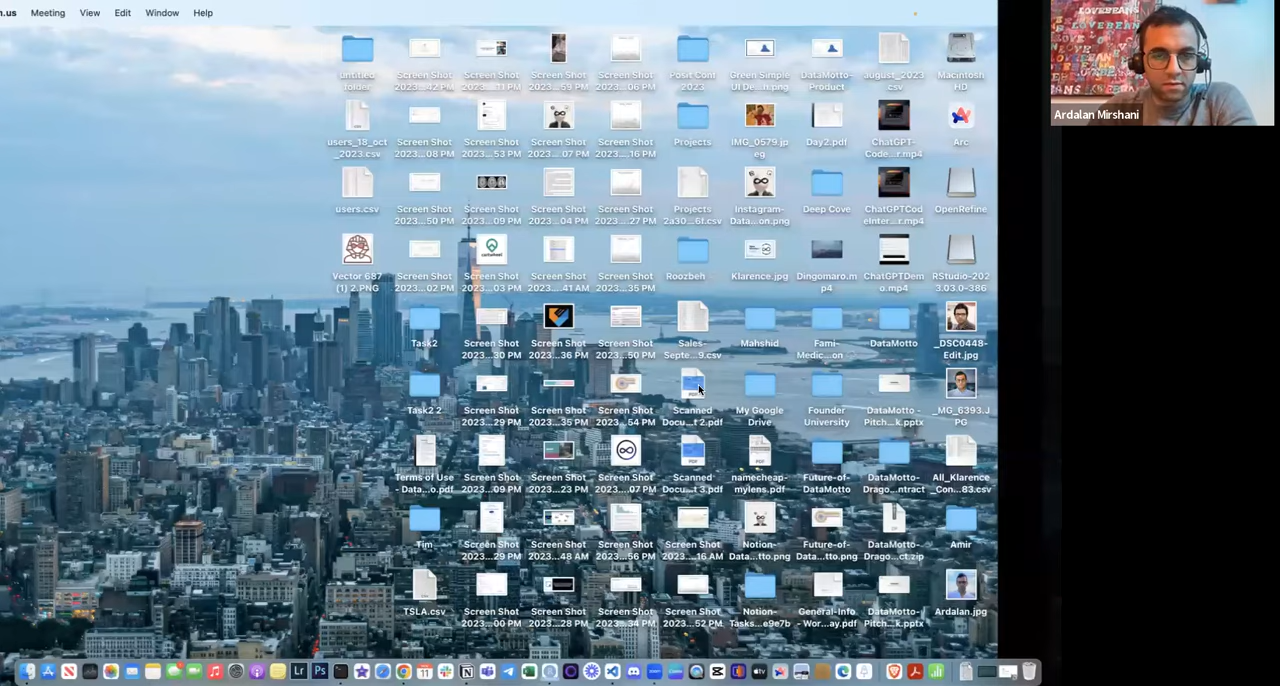 n.us Meeting View Edit Window Help
untitled folder
Screen Shot 2023...42 PM
Screen Shot 2023...11 PM
Screen Shot 2023...59 PM
Screen Shot 2023...06 PM
Posit Conf 2023
Green Simple UI De...h.png
DataMotto-Product
august_2023 csv
Macintosh HD
users_18_oct _2023.csv
Screen Shot 2023...08 PM
Screen Shot 2023...53 PM
Screen Shot 2023...07 PM
Screen Shot 2023....16 PM
Projects
IMG_0579.jp eg
Day2.pdf
ChatGPT-Code...r.mp4
Arc
users.csv
Screen Shot 2023...50 PM
Screen Shot 2023...09 PM
Screen Shot 2023...04 PM
Screen Shot 2023....27 PM
Projects 2a30...6f.csv
Instagram-Data...on.png
Deep Cove
ChatGPTCod eInter...r.mp4
OpenRefine
Vector 687 (1) 2.PNG
Screen Shot 2023...02 PM
Screen Shot 2023...03 PM
Screen Shot 2023....41 AM
Screen Shot 2023...35 PM
Roozbeh
Klarence.jpg
Dingomaro.m p4
ChatGPTDem o.mp4
RStudio-202 3.03.0-386
Task2
Screen Shot 2023...30 PM
Screen Shot 2023...36 PM
Screen Shot 2023...50 PM
Sales-Septe...9.csv
Mahshid
Fami-Medic...on
DataMotto
_DSC0448-Edit.jpg
Task2 2
Screen Shot 2023...29 PM
Screen Shot 2023...35 PM
Screen Shot 2023...54 PM
Scanned Docu...t 2.pdf
My Google Drive
Founder University
DataMotto - Pitch...k.pptx
_MG_6393.J PG
Terms of Use - Data...o.pdf
Screen Shot 2023...09 PM
Screen Shot 2023...23 PM
Screen Shot 2023...07 PM
Scanned Docu...t 3.pdf
namecheap-mylens.pdf
Future-of-DataMotto
DataMotto-Drago...ntract
All_Klarence _Con...83.csv
Tim
Screen Shot 2023...29 PM
Screen Shot 2023...48 AM
Screen Shot 2023...56 PM
Screen Shot 2023....16 AM
Notion-Data...tto.png
Future-of-Data...tto.png
DataMotto-Drago...ct.zip
Amir
TSLA.csv
Screen Shot 2023...00 PM
Screen Shot 2023...28 PM
Screen Shot 2023...34 PM
Screen Shot 2023...52 PM
Notion-Tasks...e9e7b
General-Info -Wor...ay.pdf
DataMotto-Pitch...k.pptx
Ardalan.jpg
Ardalan Mirshani